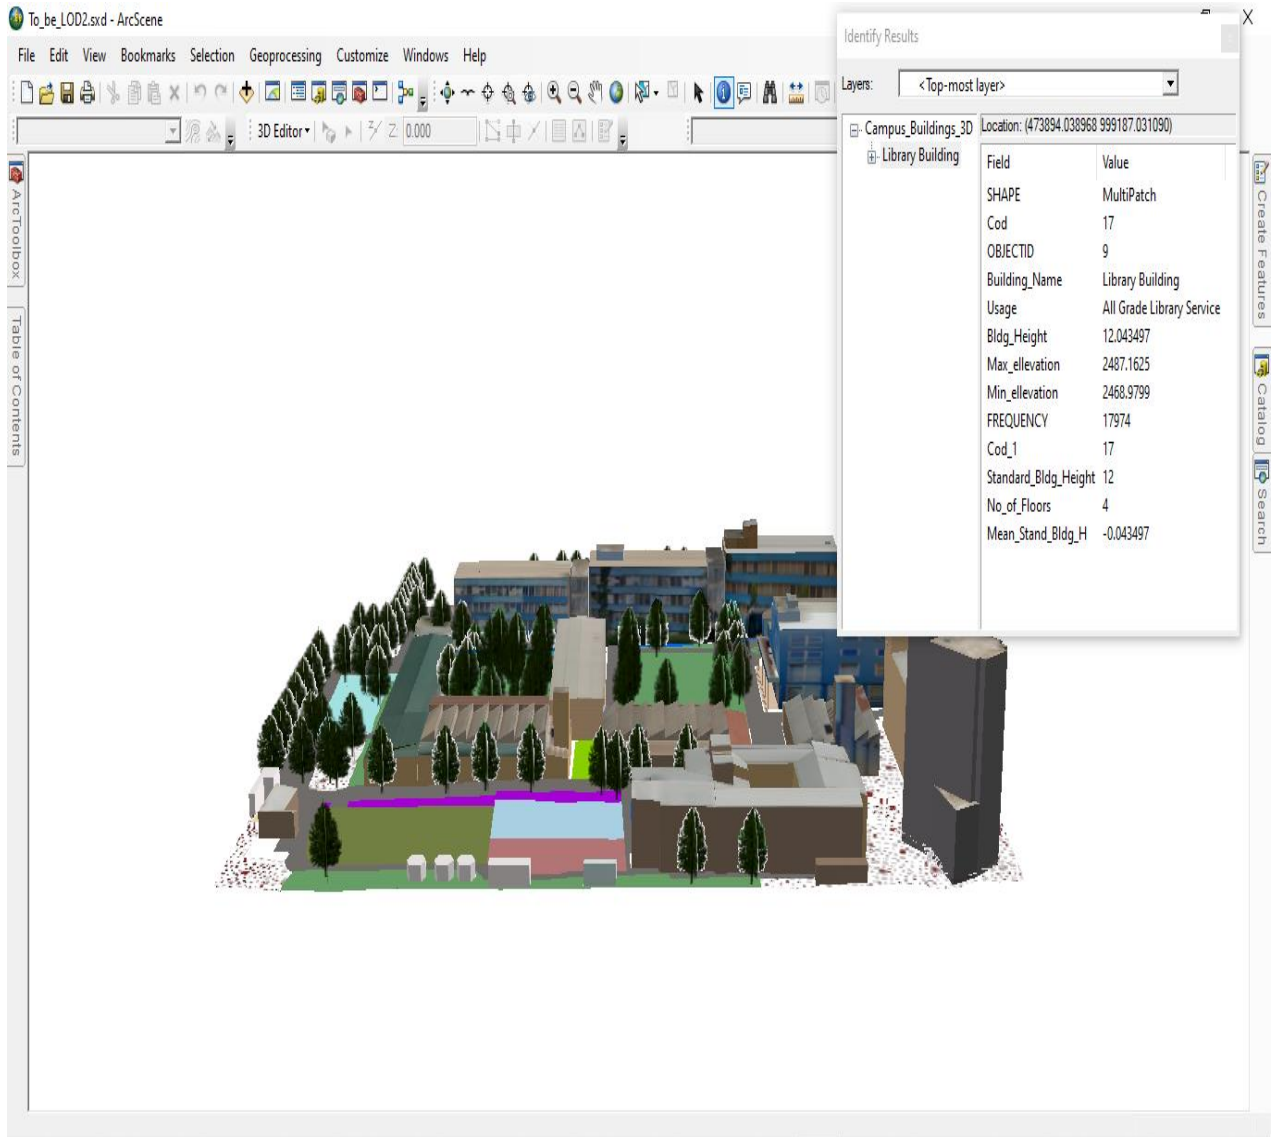 To_be_LOD2.sxd - ArcScene
File Edit View Bookmarks Selection Geoprocessing Customize Windows Help
3D Editor
Z: 0.000
ArcToolbox
Table of Contents
Identify Results
Layers: <Top-most layer>
Campus_Buildings_3D
Library Building
Location: (473894.038968 999187.031090)
Field Value
SHAPE MultiPatch
Cod 17
OBJECTID 9
Building_Name Library Building
Usage All Grade Library Service
Bldg_Height 12.043497
Max_ellevation 2487.1625
Min_ellevation 2468.9799
FREQUENCY 17974
Cod_1 17
Standard_Bldg_Height 12
No_of_Floors 4
Mean_Stand_Bldg_H -0.043497
Create Features
Catalog
Search